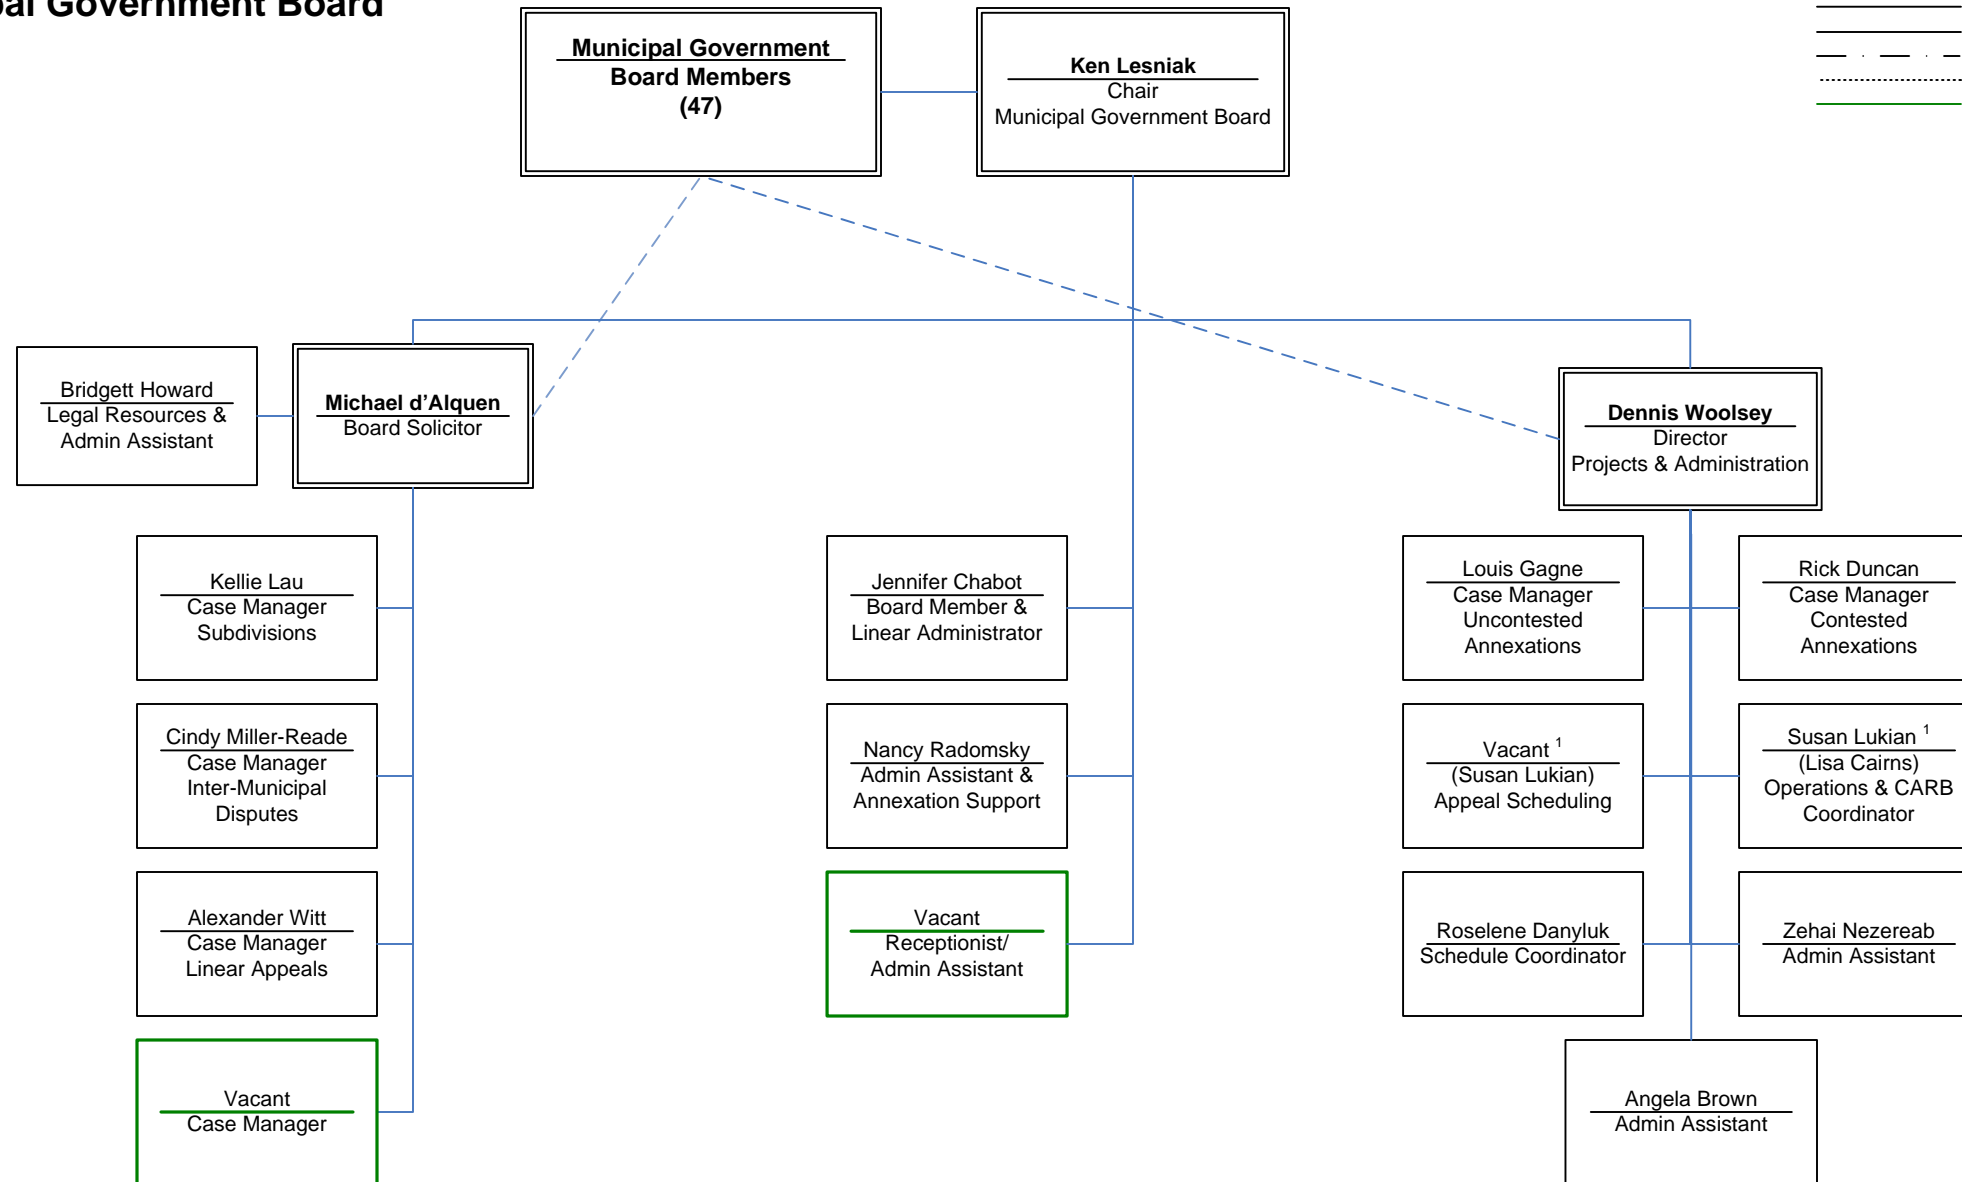 pal Government Board
Municipal Government
Board Members
(47)
Ken Lesniak
Chair
Municipal Government Board
Bridgett Howard
Legal Resources &
Admin Assistant
Michael d’Alquen
Board Solicitor
Dennis Woolsey
Director
Projects & Administration
Kellie Lau
Case Manager
Subdivisions
Cindy Miller-Reade
Case Manager
Inter-Municipal
Disputes
Alexander Witt
Case Manager
Linear Appeals
Vacant
Case Manager
Jennifer Chabot
Board Member &
Linear Administrator
Nancy Radomsky
Admin Assistant &
Annexation Support
Vacant
Receptionist/
Admin Assistant
Louis Gagne
Case Manager
Uncontested
Annexations
Rick Duncan
Case Manager
Contested
Annexations
Vacant 1
(Susan Lukian)
Appeal Scheduling
Susan Lukian 1
(Lisa Cairns)
Operations & CARB
Coordinator
Roselene Danyluk
Schedule Coordinator
Zehai Nezereab
Admin Assistant
Angela Brown
Admin Assistant